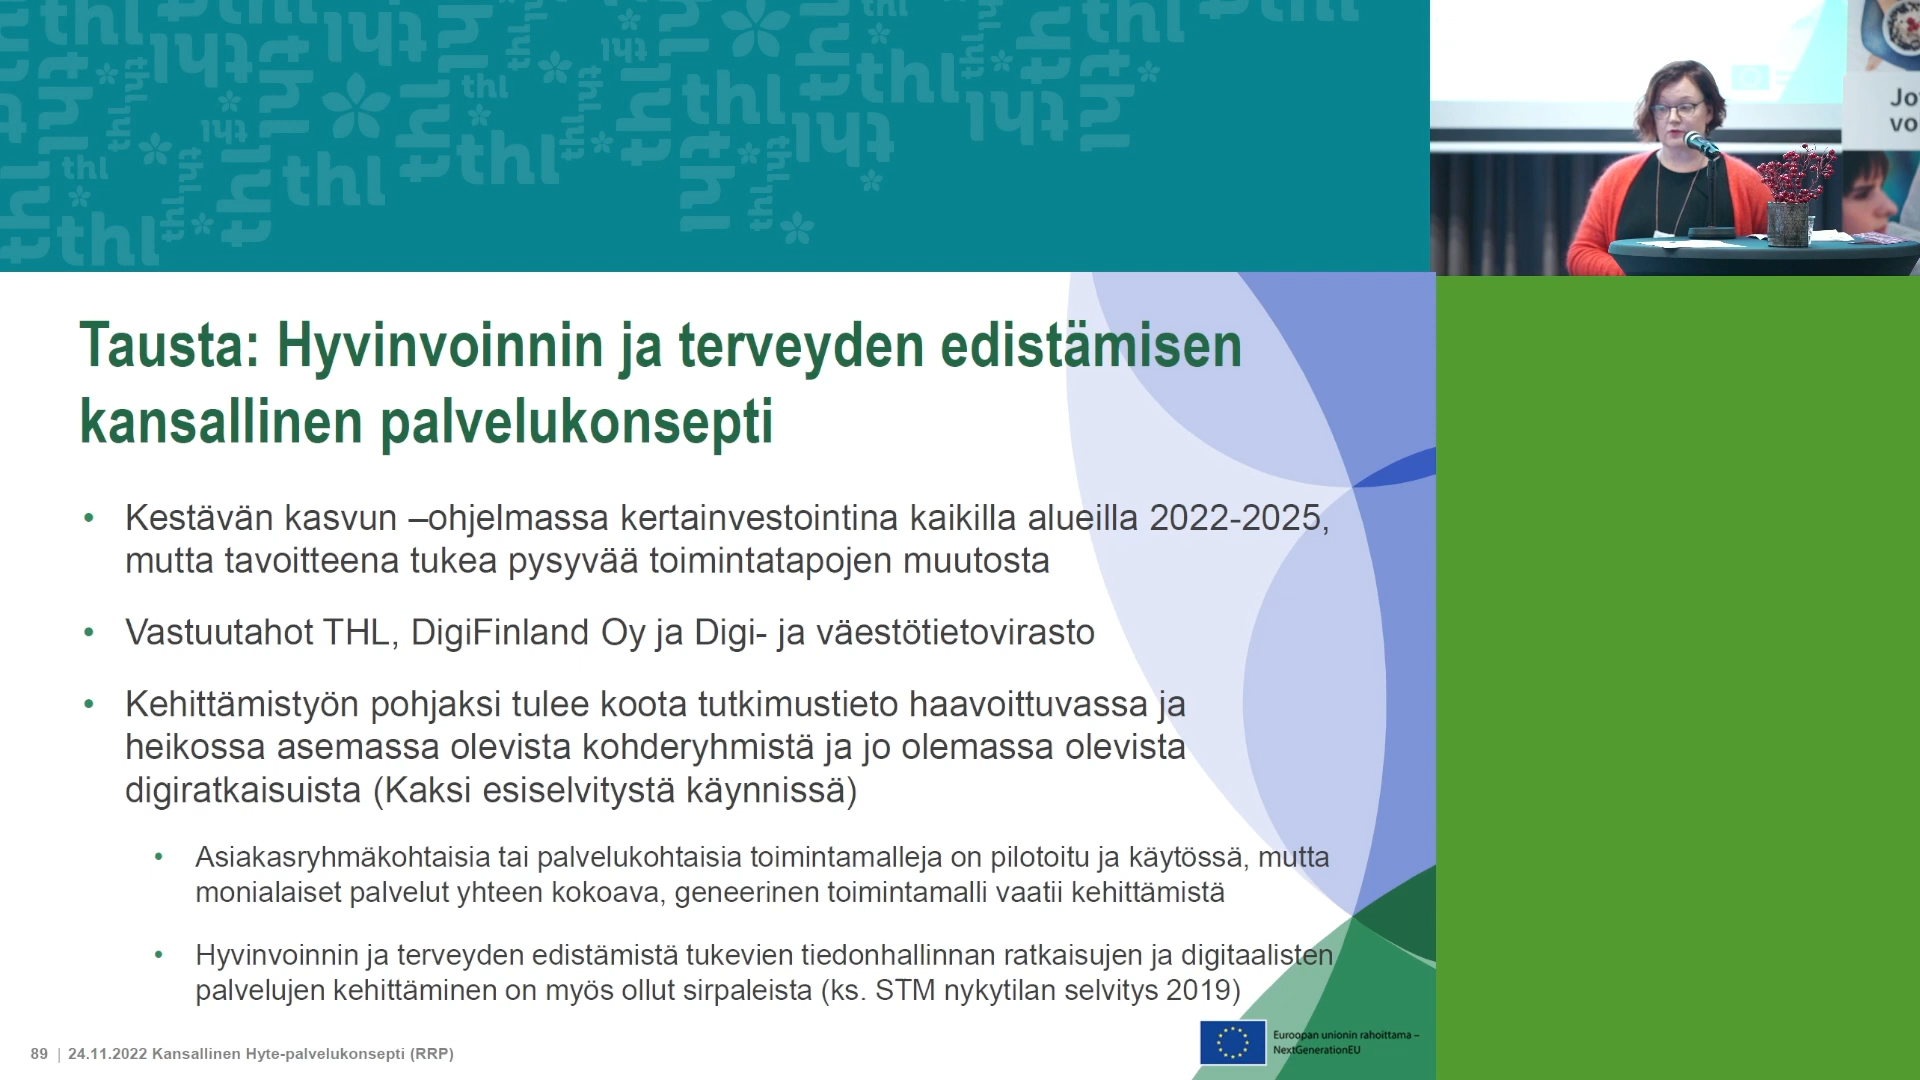 thl
Jo
vo
Tausta: Hyvinvoinnin ja terveyden edistämisen
kansallinen palvelukonsepti
• Kestävän kasvun –ohjelmassa kertainvestointina kaikilla alueilla 2022-2025,
mutta tavoitteena tukea pysyvää toimintatapojen muutosta
• Vastuutahot THL, DigiFinland Oy ja Digi- ja väestötietovirasto
• Kehittämistyön pohjaksi tulee koota tutkimustieto haavoittuvassa ja
heikossa asemassa olevista kohderyhmistä ja jo olemassa olevista
digiratkaisuista (Kaksi esiselvitystä käynnissä)
• Asiakasryhmäkohtaisia tai palvelukohtaisia toimintamalleja on pilotoitu ja käytössä, mutta
monialaiset palvelut yhteen kokoava, geneerinen toimintamalli vaatii kehittämistä
• Hyvinvoinnin ja terveyden edistämistä tukevien tiedonhallinnan ratkaisujen ja digitaalisten
palvelujen kehittäminen on myös ollut sirpaleista (ks. STM nykytilan selvitys 2019)
Euroopan unionin rahoittama –
NextGenerationEU
89 | 24.11.2022 Kansallinen Hyte-palvelukonsepti (RRP)